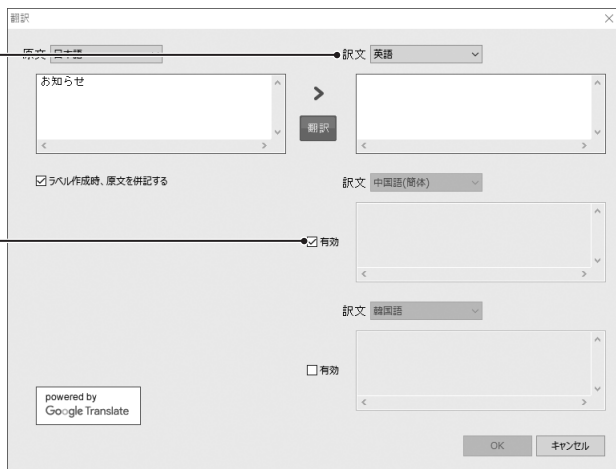 翻訳
原文 日本語
訳文 英語
お知らせ
翻訳
ラベル作成時、原文を併記する
訳文 中国語(簡体)
有効
訳文 韓国語
有効
powered by
Google Translate
OK
キャンセル